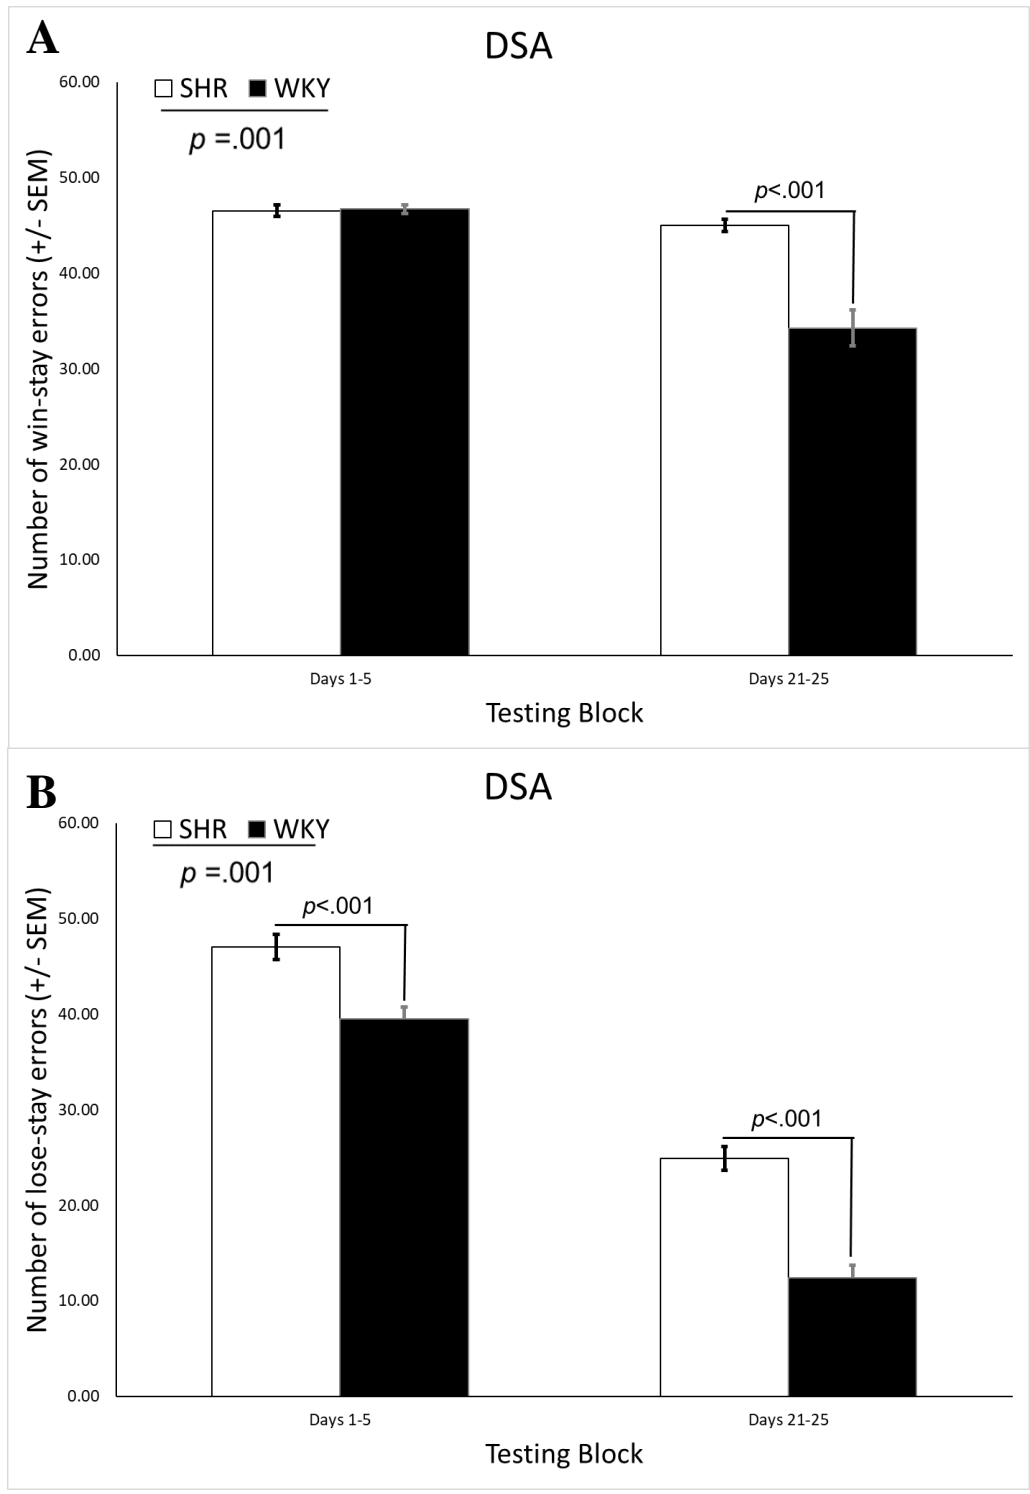 A
DSA
SHR WKY
p =.001
p<.001
60.00
50.00
40.00
30.00
20.00
10.00
0.00
Number of win-stay errors (+/- SEM)
Days 1-5 Days 21-25
Testing Block
B
DSA
SHR WKY
p =.001
p<.001
p<.001
60.00
50.00
40.00
30.00
20.00
10.00
0.00
Number of lose-stay errors (+/- SEM)
Days 1-5 Days 21-25
Testing Block